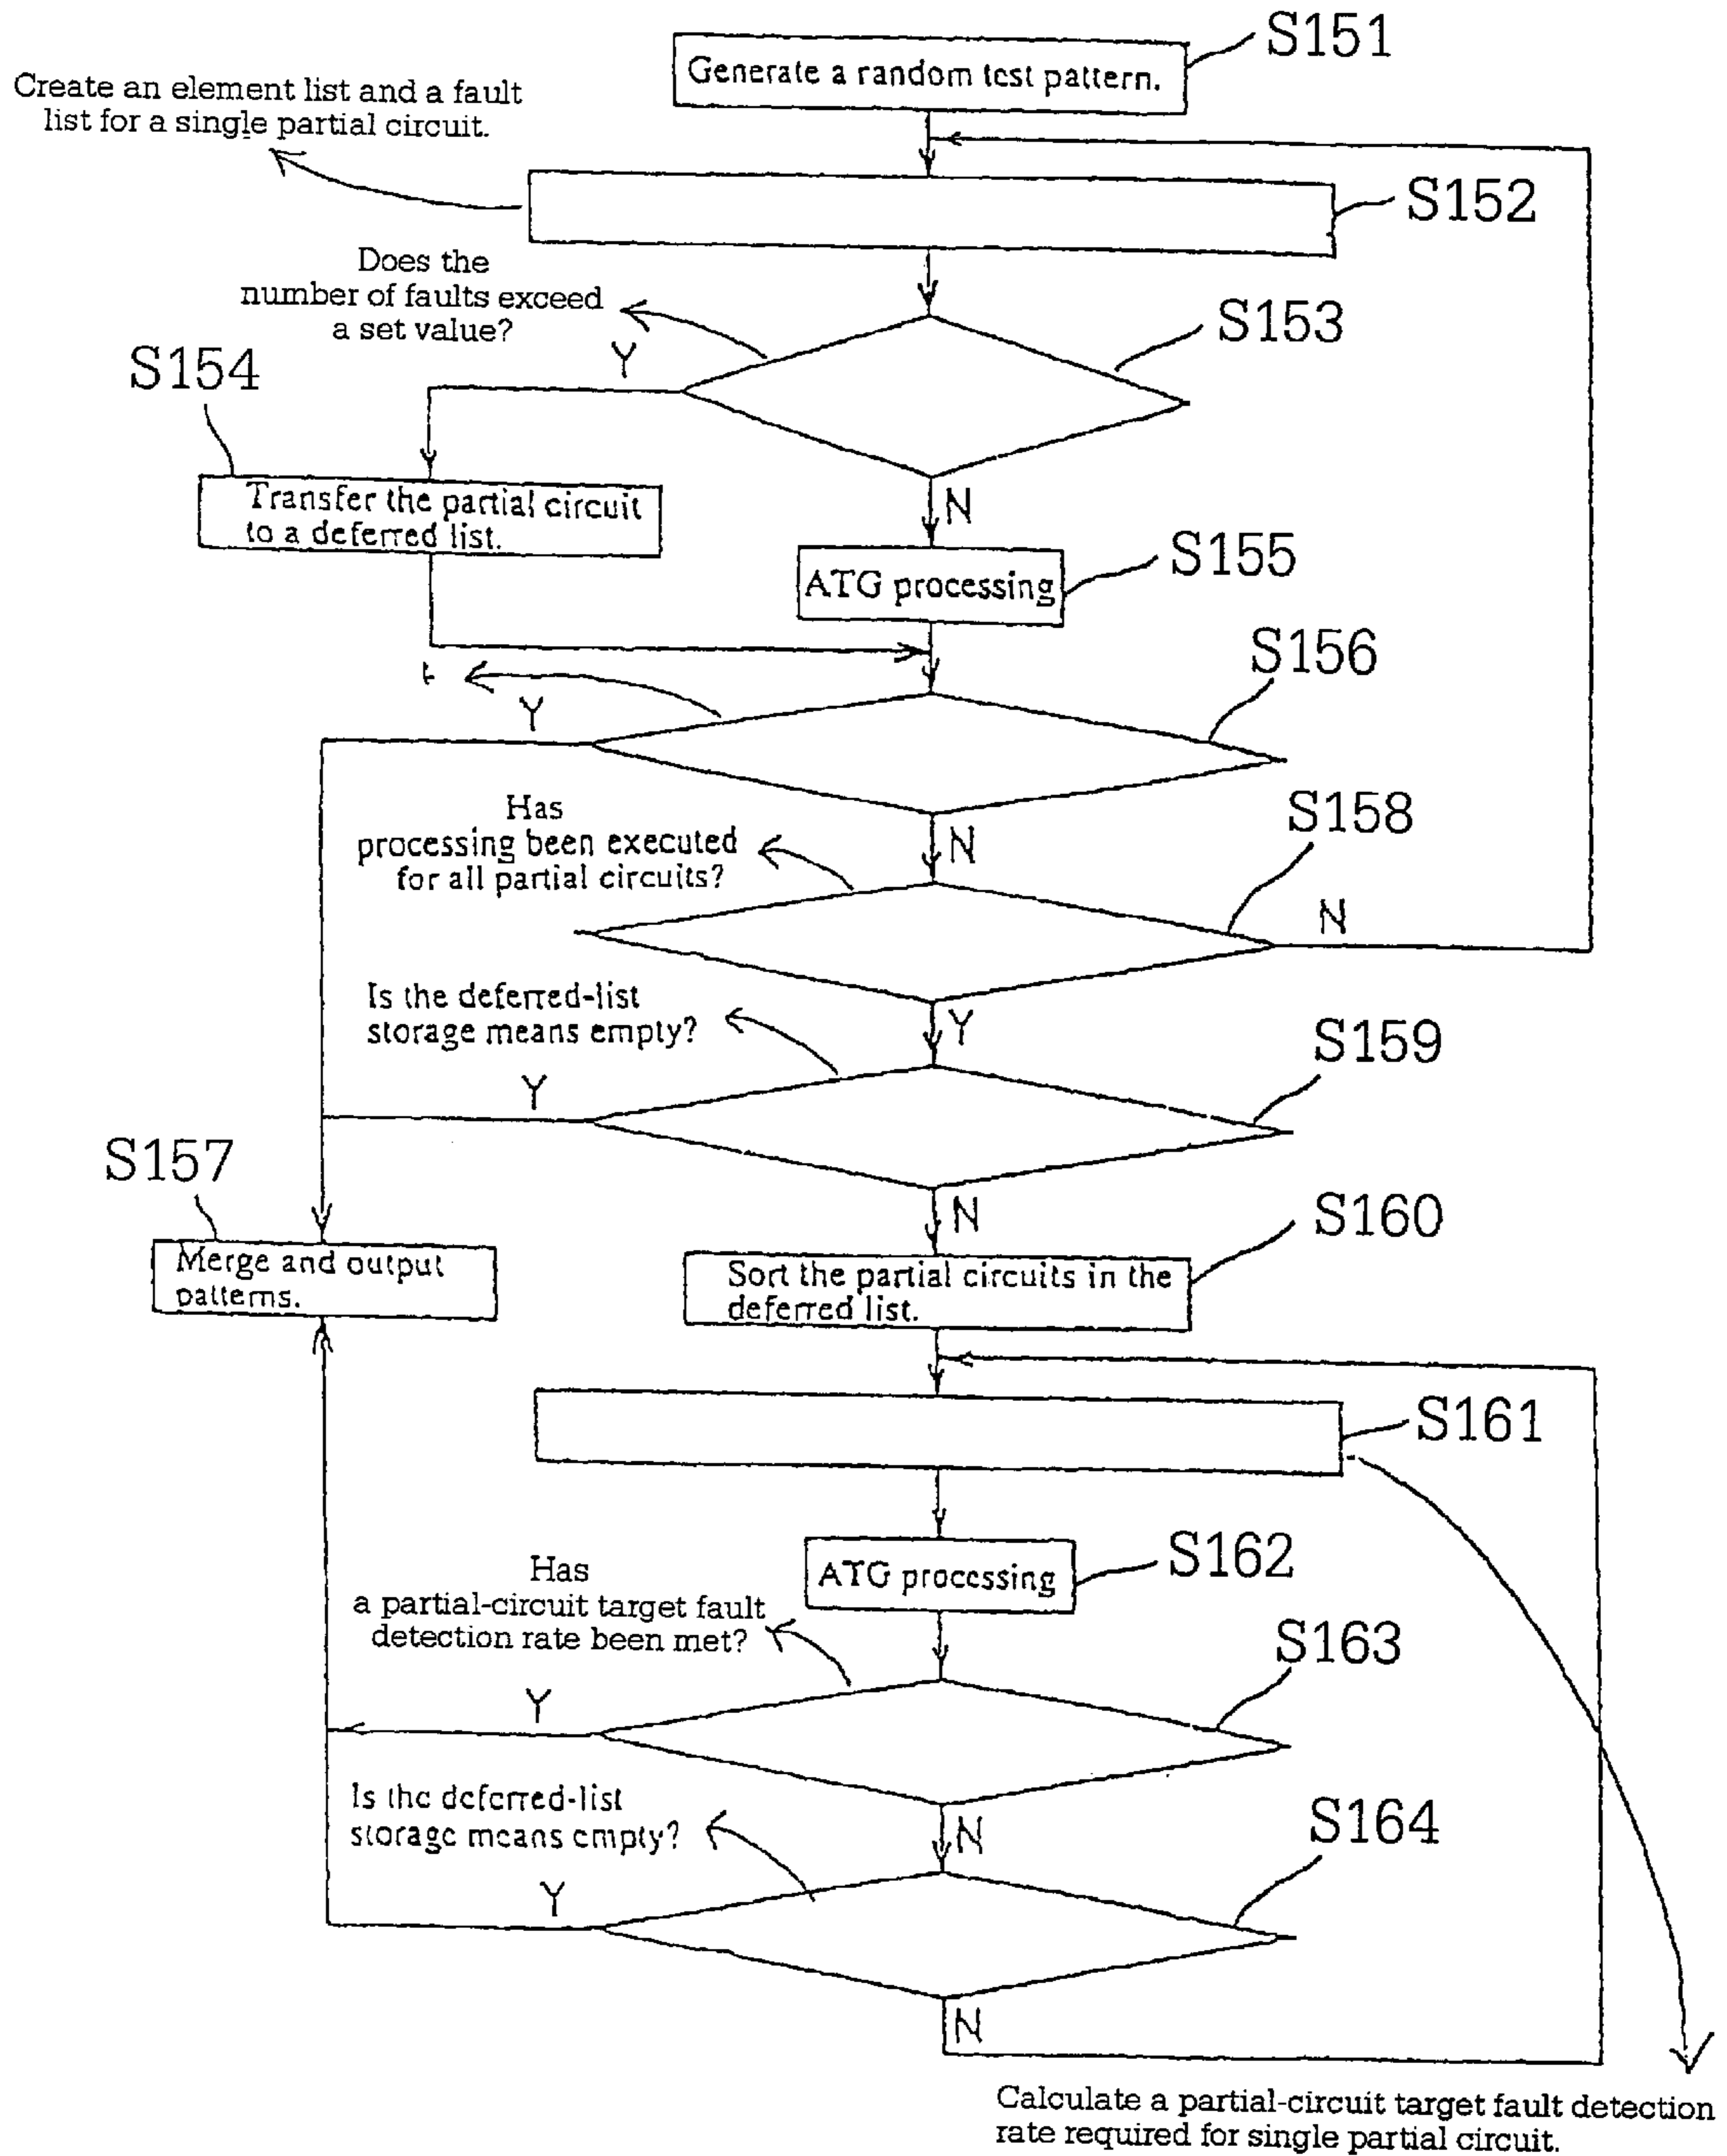 S151
Generate a random test pattern.
Create an element list and a fault
list for a single partial circuit.
S152
Does the
number of faults exceed
a set value?
S153
Y
S154
Transfer the partial circuit
to a deferred list.
N
S155
ATG processing
S156
Y
Has
processing been executed
for all partial circuits?
N
S158
N
Is the deferred-list
storage means empty?
Y
S159
Y
S157
Merge and output
patterns.
N
S160
Sort the partial circuits in the
deferred list.
S161
S162
ATG processing
Has
a partial-circuit target fault
detection rate been met?
S163
Y
Is the deferred-list
storage means empty?
N
S164
Y
N
Calculate a partial-circuit target fault detection
rate required for single partial circuit.